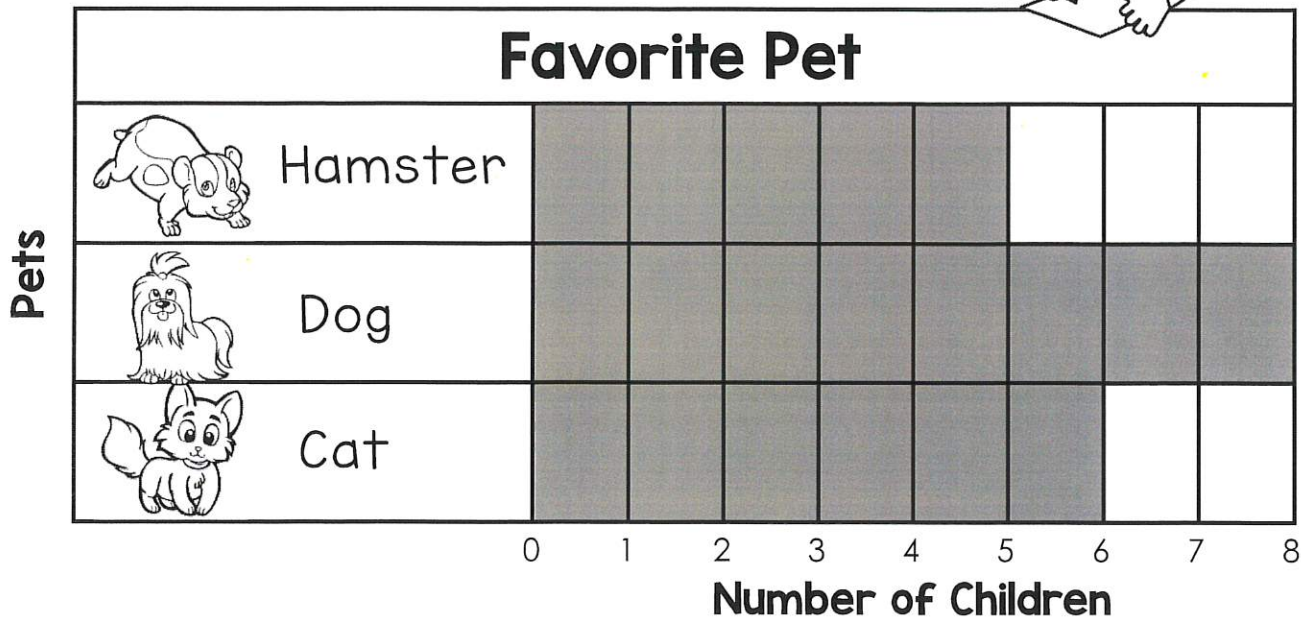 Favorite Pet
Pets
Hamster
Dog
Cat
0 1 2 3 4 5 6 7 8
Number of Children